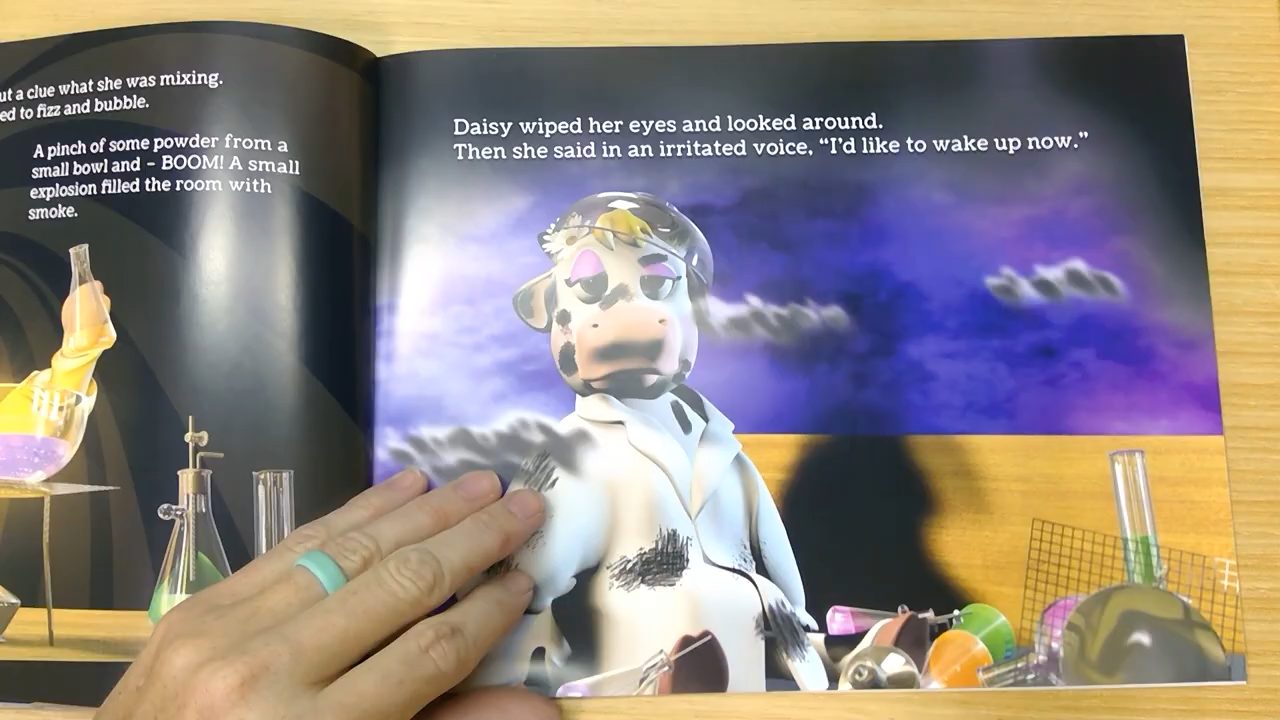 a clue what she was mixing.
to fizz and bubble.
A pinch of some powder from a
small bowl and – BOOM! A small
explosion filled the room with
smoke.
Daisy wiped her eyes and looked around.
Then she said in an irritated voice, “I’d like to wake up now.”